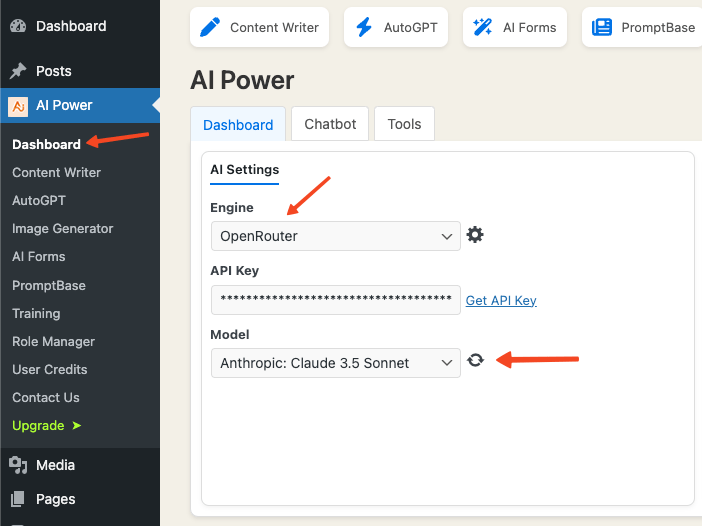 Dashboard
Posts
AI Power
Dashboard
Content Writer
AutoGPT
Image Generator
AI Forms
PromptBase
Training
Role Manager
User Credits
Contact Us
Upgrade ➤
Media
Pages
Content Writer AutoGPT AI Forms PromptBase
AI Power
Dashboard Chatbot Tools
AI Settings
Engine
OpenRouter
API Key
************************************ Get API Key
Model
Anthropic: Claude 3.5 Sonnet